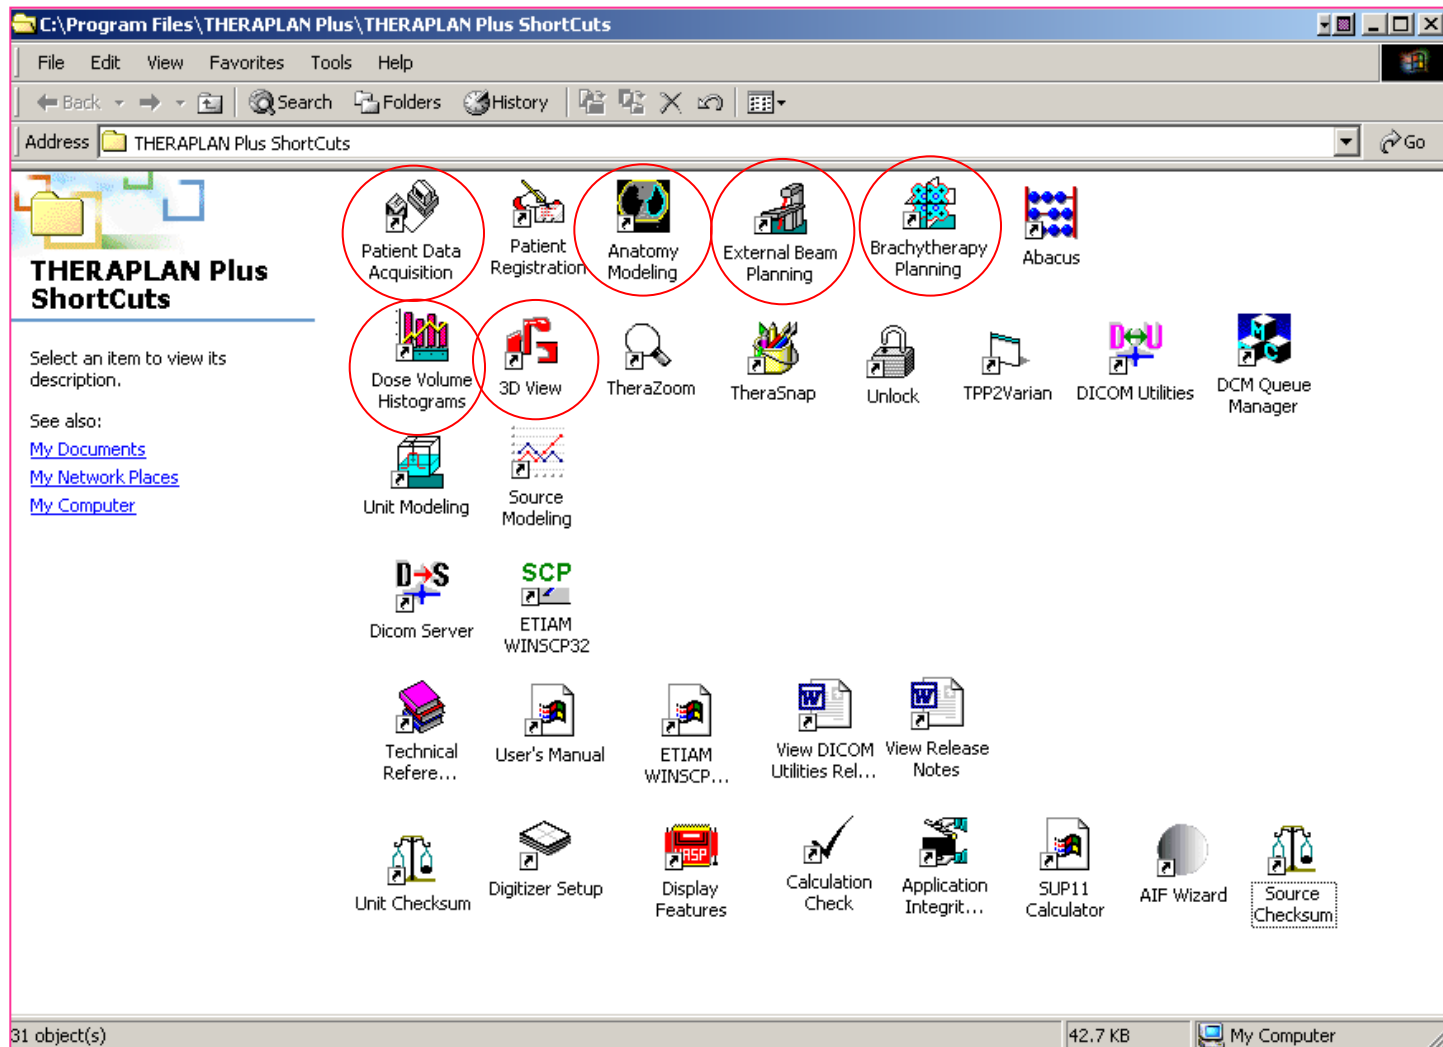 C:\Program Files\THERAPLAN Plus\THERAPLAN Plus ShortCuts
File Edit View Favorites Tools Help
Back Search Folders History
Address THERAPLAN Plus ShortCuts Go
THERAPLAN Plus
ShortCuts
Select an item to view its
description.
See also:
My Documents
My Network Places
My Computer
Patient Data
Acquisition
Patient
Registration
Anatomy
Modeling
External Beam
Planning
Brachytherapy
Planning
Abacus
Dose Volume
Histograms
3D View
TheraZoom
TheraSnap
Unlock
TPP2Varian
D U
DICOM Utilities
M C
DCM Queue
Manager
Unit Modeling
Source
Modeling
D→S
Dicom Server
SCP
ETIAM
WINSCP32
Technical
Refere...
User's Manual
ETIAM
WINSCP...
W
View DICOM
Utilities Rel...
W
View Release
Notes
Unit Checksum
Digitizer Setup
HASP
Display
Features
Calculation
Check
Application
Integrit...
SUP11
Calculator
AIF Wizard
Source
Checksum
31 object(s) 42.7 KB My Computer